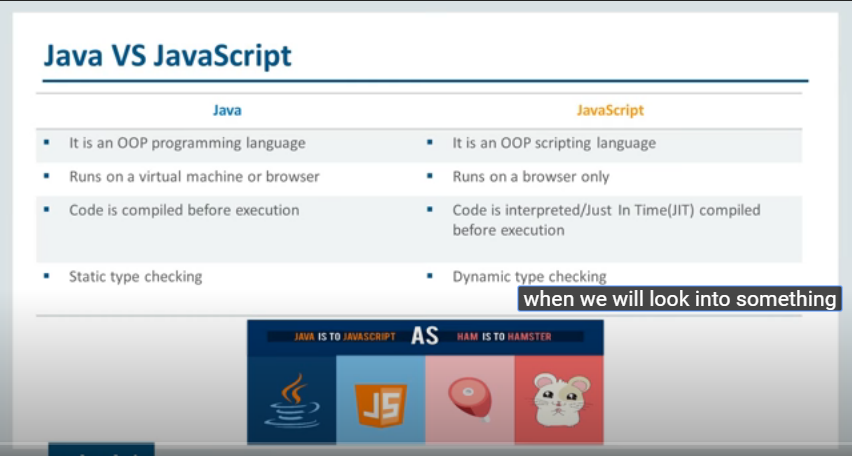 Java VS JavaScript
Java
JavaScript
It is an OOP programming language
It is an OOP scripting language
Runs on a virtual machine or browser
Runs on a browser only
Code is compiled before execution
Code is interpreted/Just In Time(JIT) compiled
before execution
Static type checking
Dynamic type checking
when we will look into something
JAVA IS TO JAVASCRIPT AS HAM IS TO HAMSTER
JS